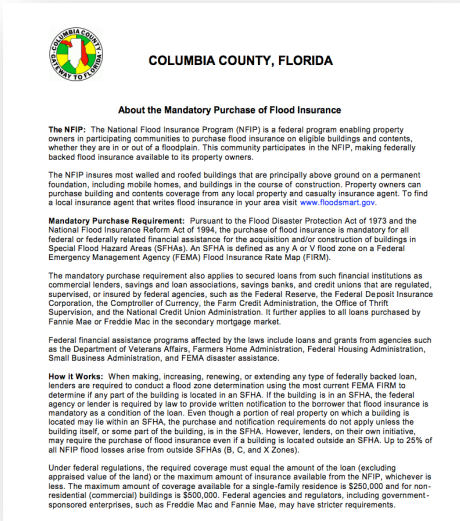 COLUMBIA COUNTY
GATEWAY TO FLORIDA
COLUMBIA COUNTY, FLORIDA
About the Mandatory Purchase of Flood Insurance
The NFIP: The National Flood Insurance Program (NFIP) is a federal program enabling property
owners in participating communities to purchase flood insurance on eligible buildings and contents,
whether they are in or out of a floodplain. This community participates in the NFIP, making federally
backed flood insurance available to its property owners.
The NFIP insures most walled and roofed buildings that are principally above ground on a permanent
foundation, including mobile homes, and buildings in the course of construction. Property owners can
purchase building and contents coverage from any local property and casualty insurance agent. To find
a local insurance agent that writes flood insurance in your area visit www.floodsmart.gov.
Mandatory Purchase Requirement: Pursuant to the Flood Disaster Protection Act of 1973 and the
National Flood Insurance Reform Act of 1994, the purchase of flood insurance is mandatory for all
federal or federally related financial assistance for the acquisition and/or construction of buildings in
Special Flood Hazard Areas (SFHAs). An SFHA is defined as any A or V flood zone on a Federal
Emergency Management Agency (FEMA) Flood Insurance Rate Map (FIRM).
The mandatory purchase requirement also applies to secured loans from such financial institutions as
commercial lenders, savings and loan associations, savings banks, and credit unions that are regulated,
supervised, or insured by federal agencies, such as the Federal Reserve, the Federal Deposit Insurance
Corporation, the Comptroller of Currency, the Farm Credit Administration, the Office of Thrift
Supervision, and the National Credit Union Administration. It further applies to all loans purchased by
Fannie Mae or Freddie Mac in the secondary mortgage market.
Federal financial assistance programs affected by the laws include loans and grants from agencies such
as the Department of Veterans Affairs, Farmers Home Administration, Federal Housing Administration,
Small Business Administration, and FEMA disaster assistance.
How it Works: When making, increasing, renewing, or extending any type of federally backed loan,
lenders are required to conduct a flood zone determination using the most current FEMA FIRM to
determine if any part of the building is located in an SFHA. If the building is in an SFHA, the federal
agency or lender is required by law to provide written notification to the borrower that flood insurance is
mandatory as a condition of the loan. Even though a portion of real property on which a building is
located may lie within an SFHA, the purchase and notification requirements do not apply unless the
building itself, or some part of the building, is in the SFHA. However, lenders, on their own initiative,
may require the purchase of flood insurance even if a building is located outside an SFHA. Up to 25% of
all NFIP flood losses arise from outside SFHAs (B, C, and X Zones).
Under federal regulations, the required coverage must equal the amount of the loan (excluding
appraised value of the land) or the maximum amount of insurance available from the NFIP, whichever is
less. The maximum amount of coverage available for a single-family residence is $250,000 and for non-
residential (commercial) buildings is $500,000. Federal agencies and regulators, including government-
sponsored enterprises, such as Freddie Mac and Fannie Mae, may have stricter requirements.